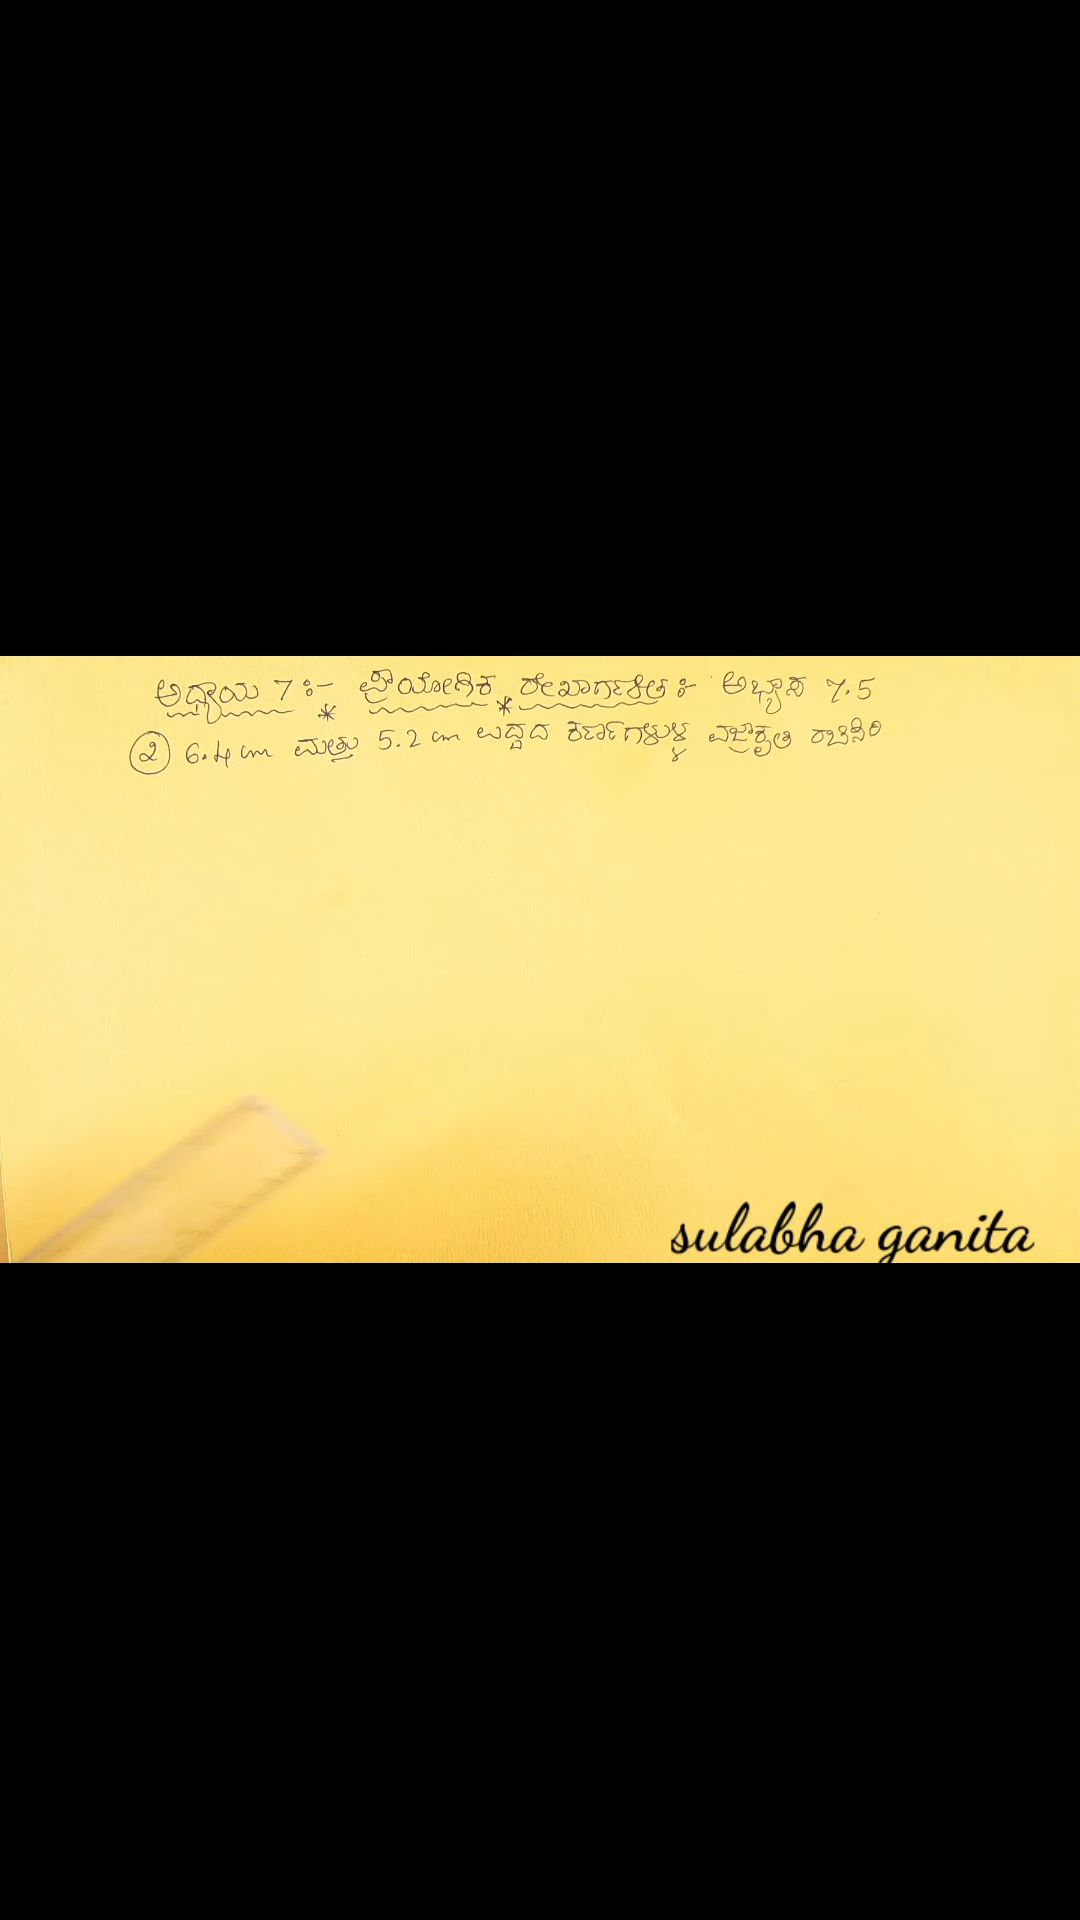 ಅಧ್ಯಾಯ 7 :- ಪ್ರಾಯೋಗಿಕ ರೇಖಾಗಣಿತ :- ಅಭ್ಯಾಸ 7.5
② 6.4 cm ಮತ್ತು 5.2 cm ಉದ್ದದ ಕರ್ಣಗಳುಳ್ಳ ವಜ್ರಾಕೃತಿ ರಚಿಸಿರಿ
sulabha ganita